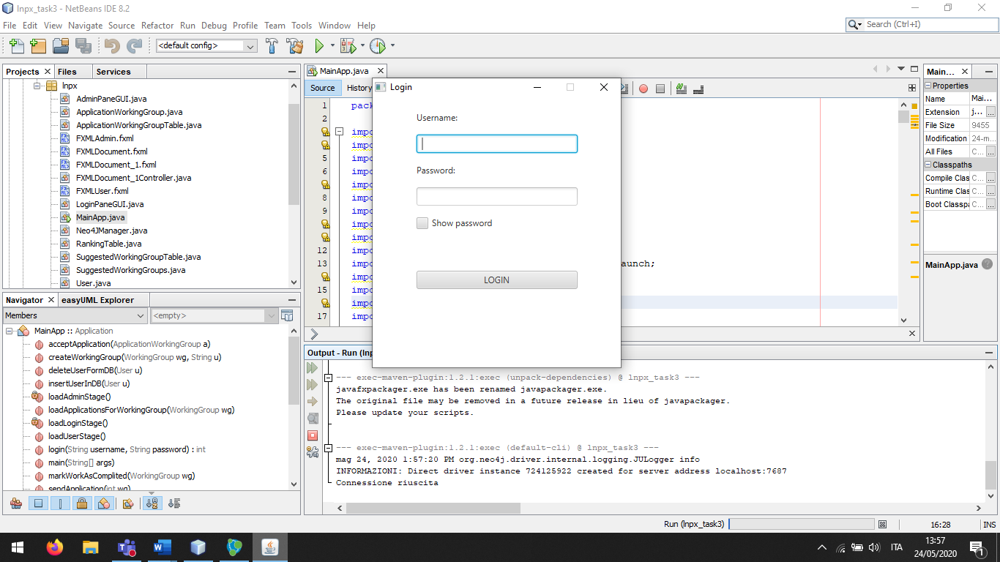 lnpx_task3 - NetBeans IDE 8.2
File Edit View Navigate Source Refactor Run Debug Profile Team Tools Window Help
Search (Ctrl+I)
<default config>
Projects Files Services
lnpx
AdminPaneGUI.java
ApplicationWorkingGroup.java
ApplicationWorkingGroupTable.java
FXMLAdmin.fxml
FXMLDocument.fxml
FXMLDocument_1.fxml
FXMLDocument_1Controller.java
FXMLUser.fxml
LoginPaneGUI.java
MainApp.java
Neo4JManager.java
RankingTable.java
SuggestedWorkingGroupTable.java
SuggestedWorkingGroups.java
User.java
Navigator easyUML Explorer
Members <empty>
MainApp :: Application
acceptApplication(ApplicationWorkingGroup a)
createWorkingGroup(WorkingGroup wg, String u)
deleteUserFormDB(User u)
insertUserInDB(User u)
loadAdminStage()
loadApplicationsForWorkingGroup(WorkingGroup wg)
loadLoginStage()
loadUserStage()
login(String username, String password) : int
main(String[] args)
markWorkAsComplited(WorkingGroup wg)
sendApplication(int wg)
MainApp.java
Source History
1 pack
2
impo
impo
5 impo
6 impo
impo
8 impo
9 impo
impo
impo
12 impo
13 impo aunch;
impo
15 impo
impo
17 impo
Login
Username:
Password:
Show password
LOGIN
Main...
Properties
Name Mai...
Extension j... ...
File Size 9455
Modification 24-m...
All Files C... ...
Classpaths
Compile Clas C... ...
Runtime Clas C... ...
Boot Classpa C... ...
MainApp.java
Output - Run (lnp
--- exec-maven-plugin:1.2.1:exec (unpack-dependencies) @ lnpx_task3 ---
javafxpackager.exe has been renamed javapackager.exe.
The original file may be removed in a future release in lieu of javapackager.
Please update your scripts.
--- exec-maven-plugin:1.2.1:exec (default-cli) @ lnpx_task3 ---
mag 24, 2020 1:57:20 PM org.neo4j.driver.internal.logging.JULogger info
INFORMAZIONI: Direct driver instance 724125922 created for server address localhost:7687
Connessione riuscita
Run (lnpx_task3) 16:28 INS
ITA 13:57
24/05/2020 1